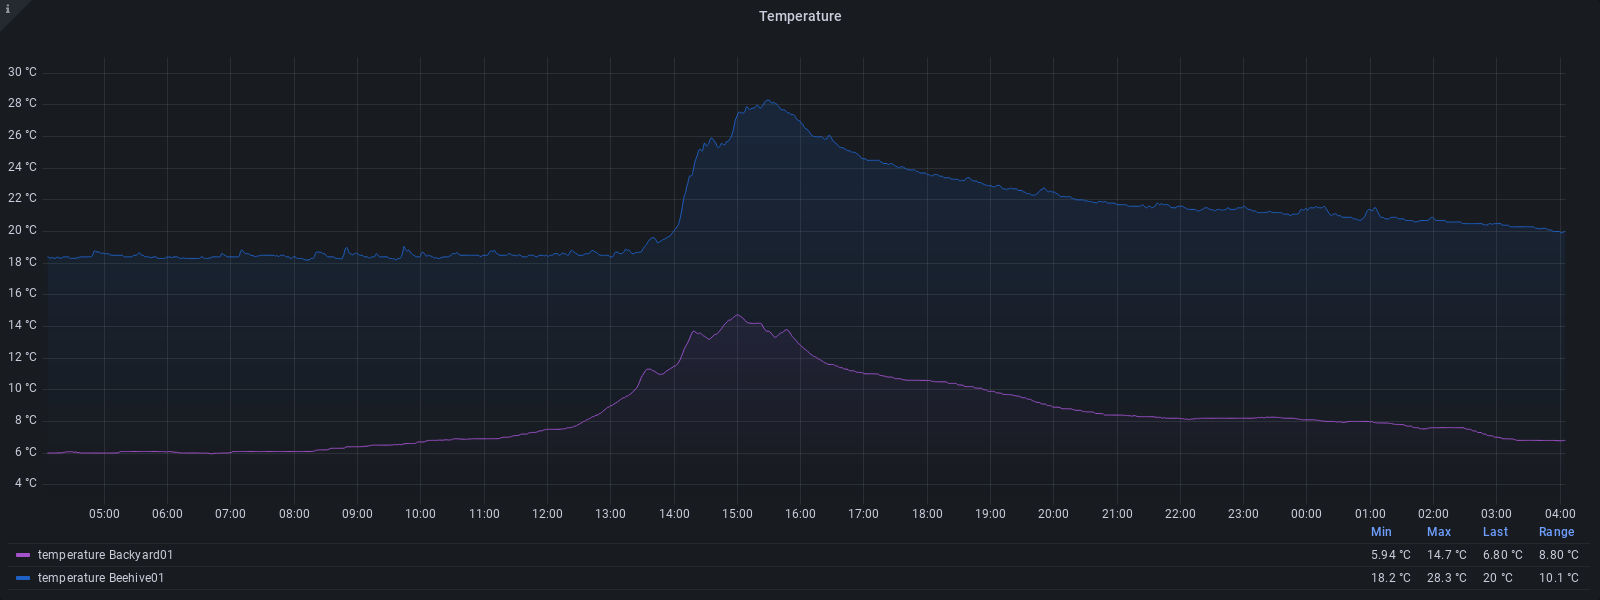 i
Temperature
30 °C
28 °C
26 °C
24 °C
22 °C
20 °C
18 °C
16 °C
14 °C
12 °C
10 °C
8 °C
6 °C
4 °C
05:00 06:00 07:00 08:00 09:00 10:00 11:00 12:00 13:00 14:00 15:00 16:00 17:00 18:00 19:00 20:00 21:00 22:00 23:00 00:00 01:00 02:00 03:00 04:00
Min Max Last Range
temperature Backyard01 5.94 °C 14.7 °C 6.80 °C 8.80 °C
temperature Beehive01 18.2 °C 28.3 °C 20 °C 10.1 °C